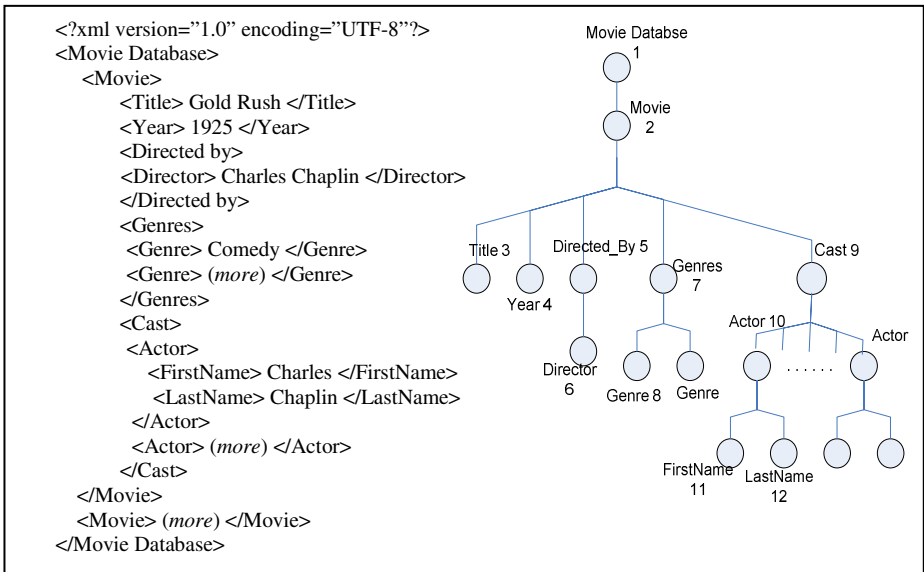 <?xml version=”1.0” encoding=”UTF-8”?>
<Movie Database>
<Movie>
<Title> Gold Rush </Title>
<Year> 1925 </Year>
<Directed by>
<Director> Charles Chaplin </Director>
</Directed by>
<Genres>
<Genre> Comedy </Genre>
<Genre> (more) </Genre>
</Genres>
<Cast>
<Actor>
<FirstName> Charles </FirstName>
<LastName> Chaplin </LastName>
</Actor>
<Actor> (more) </Actor>
</Cast>
</Movie>
<Movie> (more) </Movie>
</Movie Database>
Movie Databse
1
Movie
2
Title 3
Year 4
Directed_By 5
Genres
7
Cast 9
Director
6
Genre 8
Genre
Actor 10
Actor
. . . . . .
FirstName
11
LastName
12